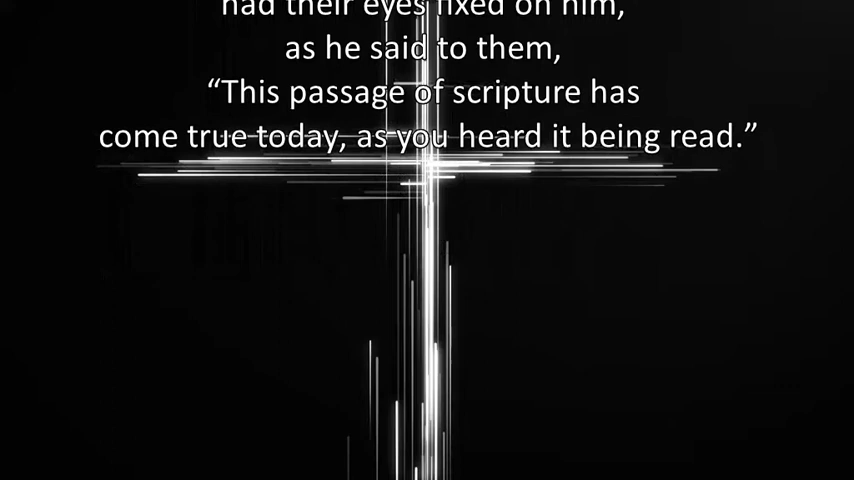 had their eyes fixed on him,
as he said to them,
“This passage of scripture has
come true today, as you heard it being read.”